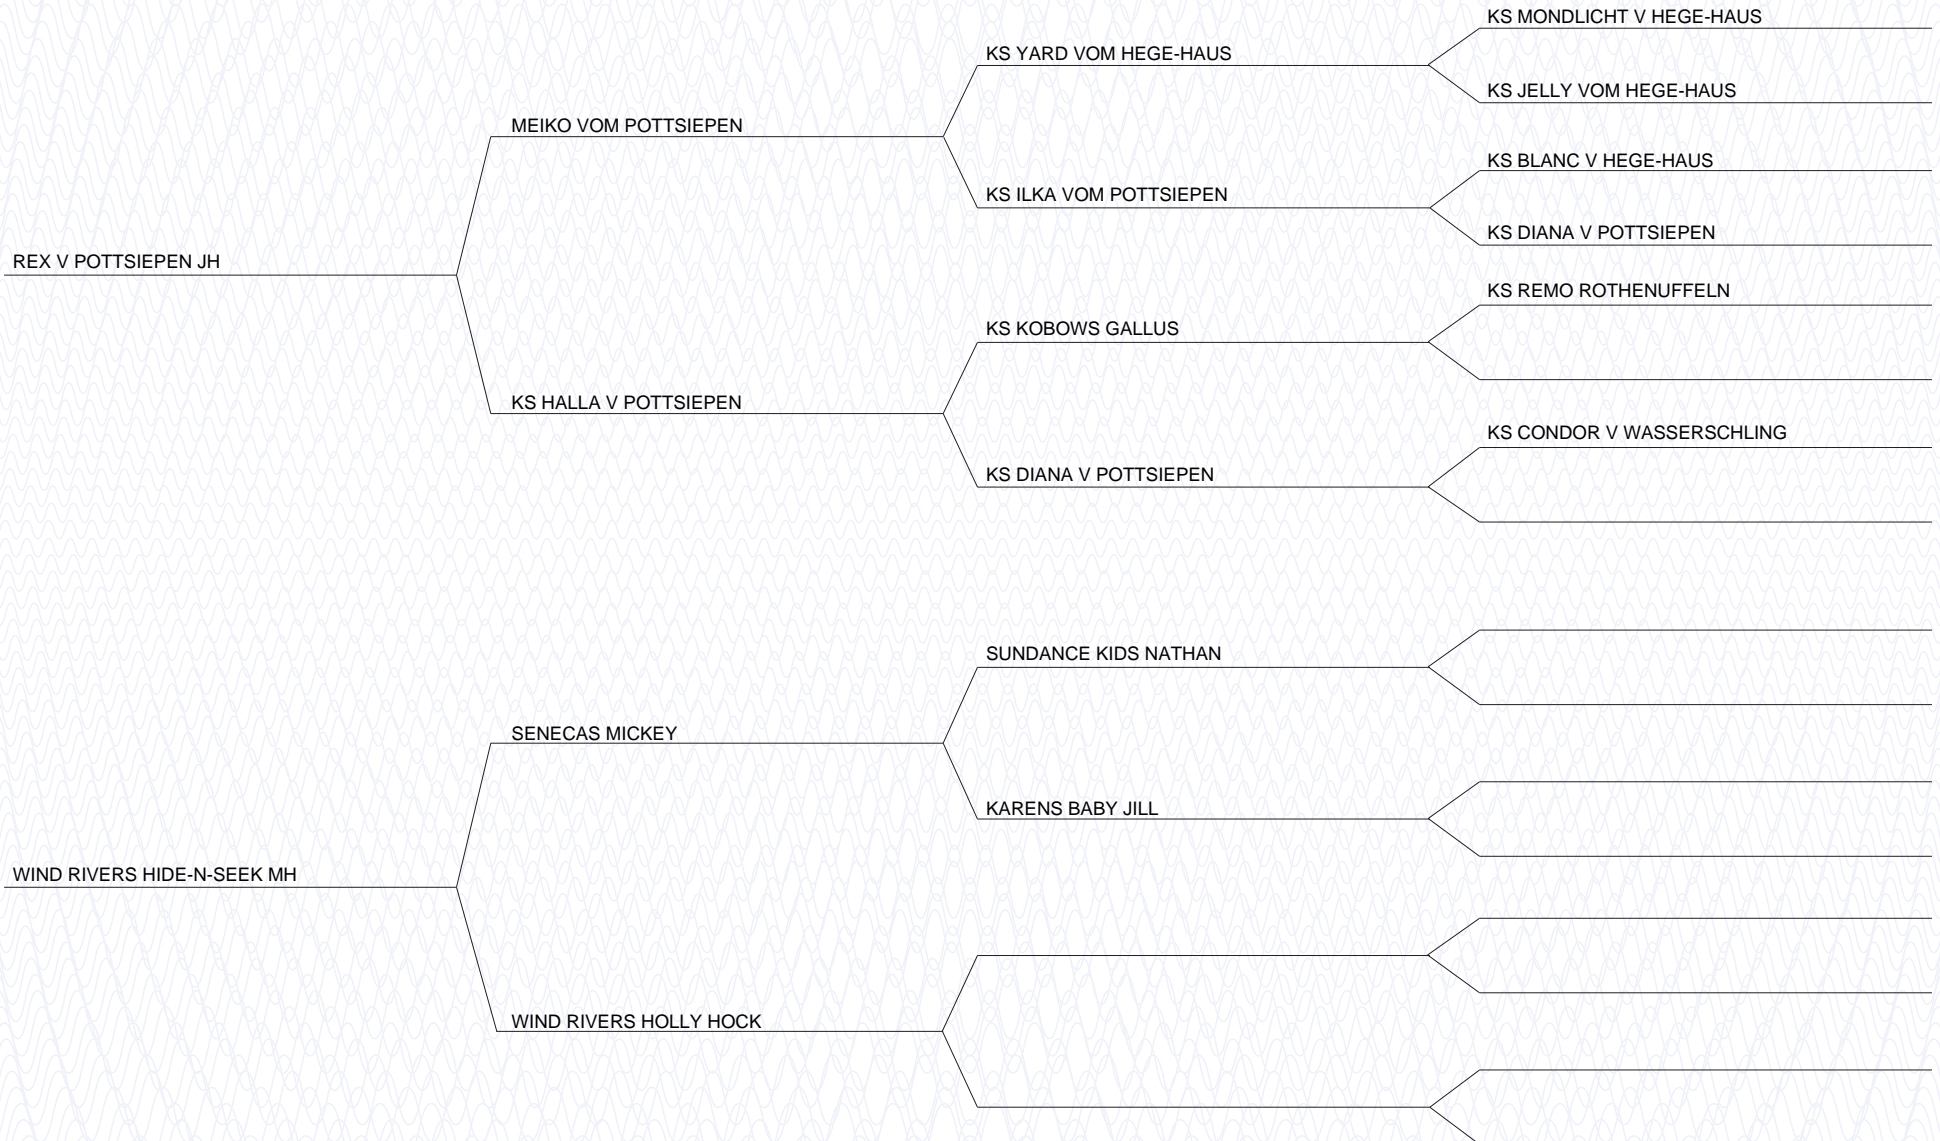 KS MONDLICHT V HEGE-HAUS
KS YARD VOM HEGE-HAUS
KS JELLY VOM HEGE-HAUS
MEIKO VOM POTTSIEPEN
KS BLANC V HEGE-HAUS
KS ILKA VOM POTTSIEPEN
KS DIANA V POTTSIEPEN
REX V POTTSIEPEN JH
KS REMO ROTHENUFFELN
KS KOBOWS GALLUS
KS HALLA V POTTSIEPEN
KS CONDOR V WASSERSCHLING
KS DIANA V POTTSIEPEN
SUNDANCE KIDS NATHAN
SENECAS MICKEY
KARENS BABY JILL
WIND RIVERS HIDE-N-SEEK MH
WIND RIVERS HOLLY HOCK